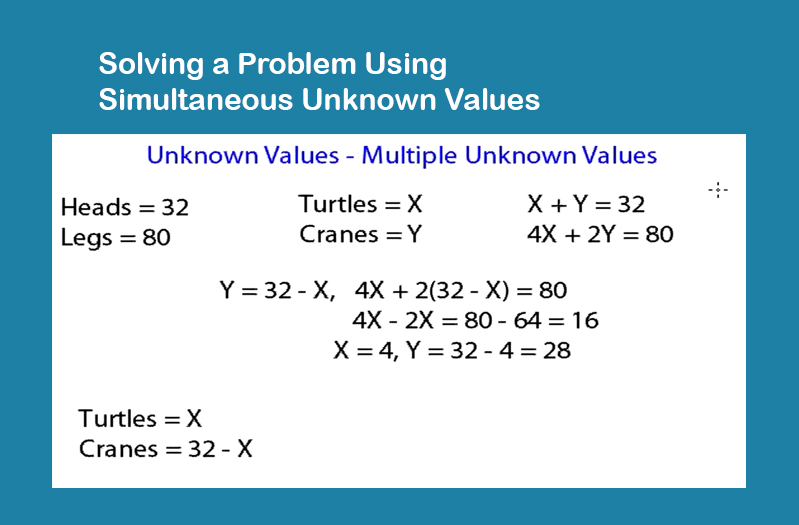 Solving a Problem Using
Simultaneous Unknown Values
Unknown Values - Multiple Unknown Values
Heads = 32
Legs = 80
Turtles = X
Cranes = Y
X + Y = 32
4X + 2Y = 80
Y = 32 - X, 4X + 2(32 - X) = 80
4X - 2X = 80 - 64 = 16
X = 4, Y = 32 - 4 = 28
Turtles = X
Cranes = 32 - X